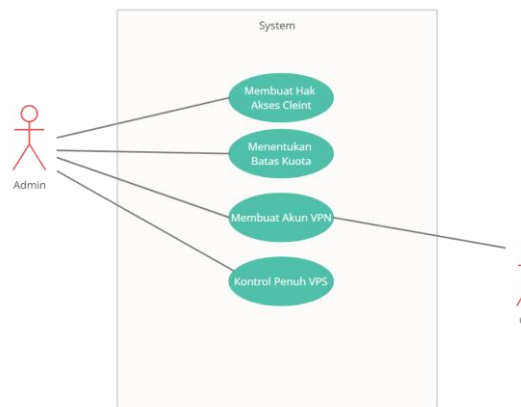 System
Membuat Hak
Akses Cleint
Menentukan
Batas Kuota
Admin
Membuat Akun VPN
Kontrol Penuh VPS